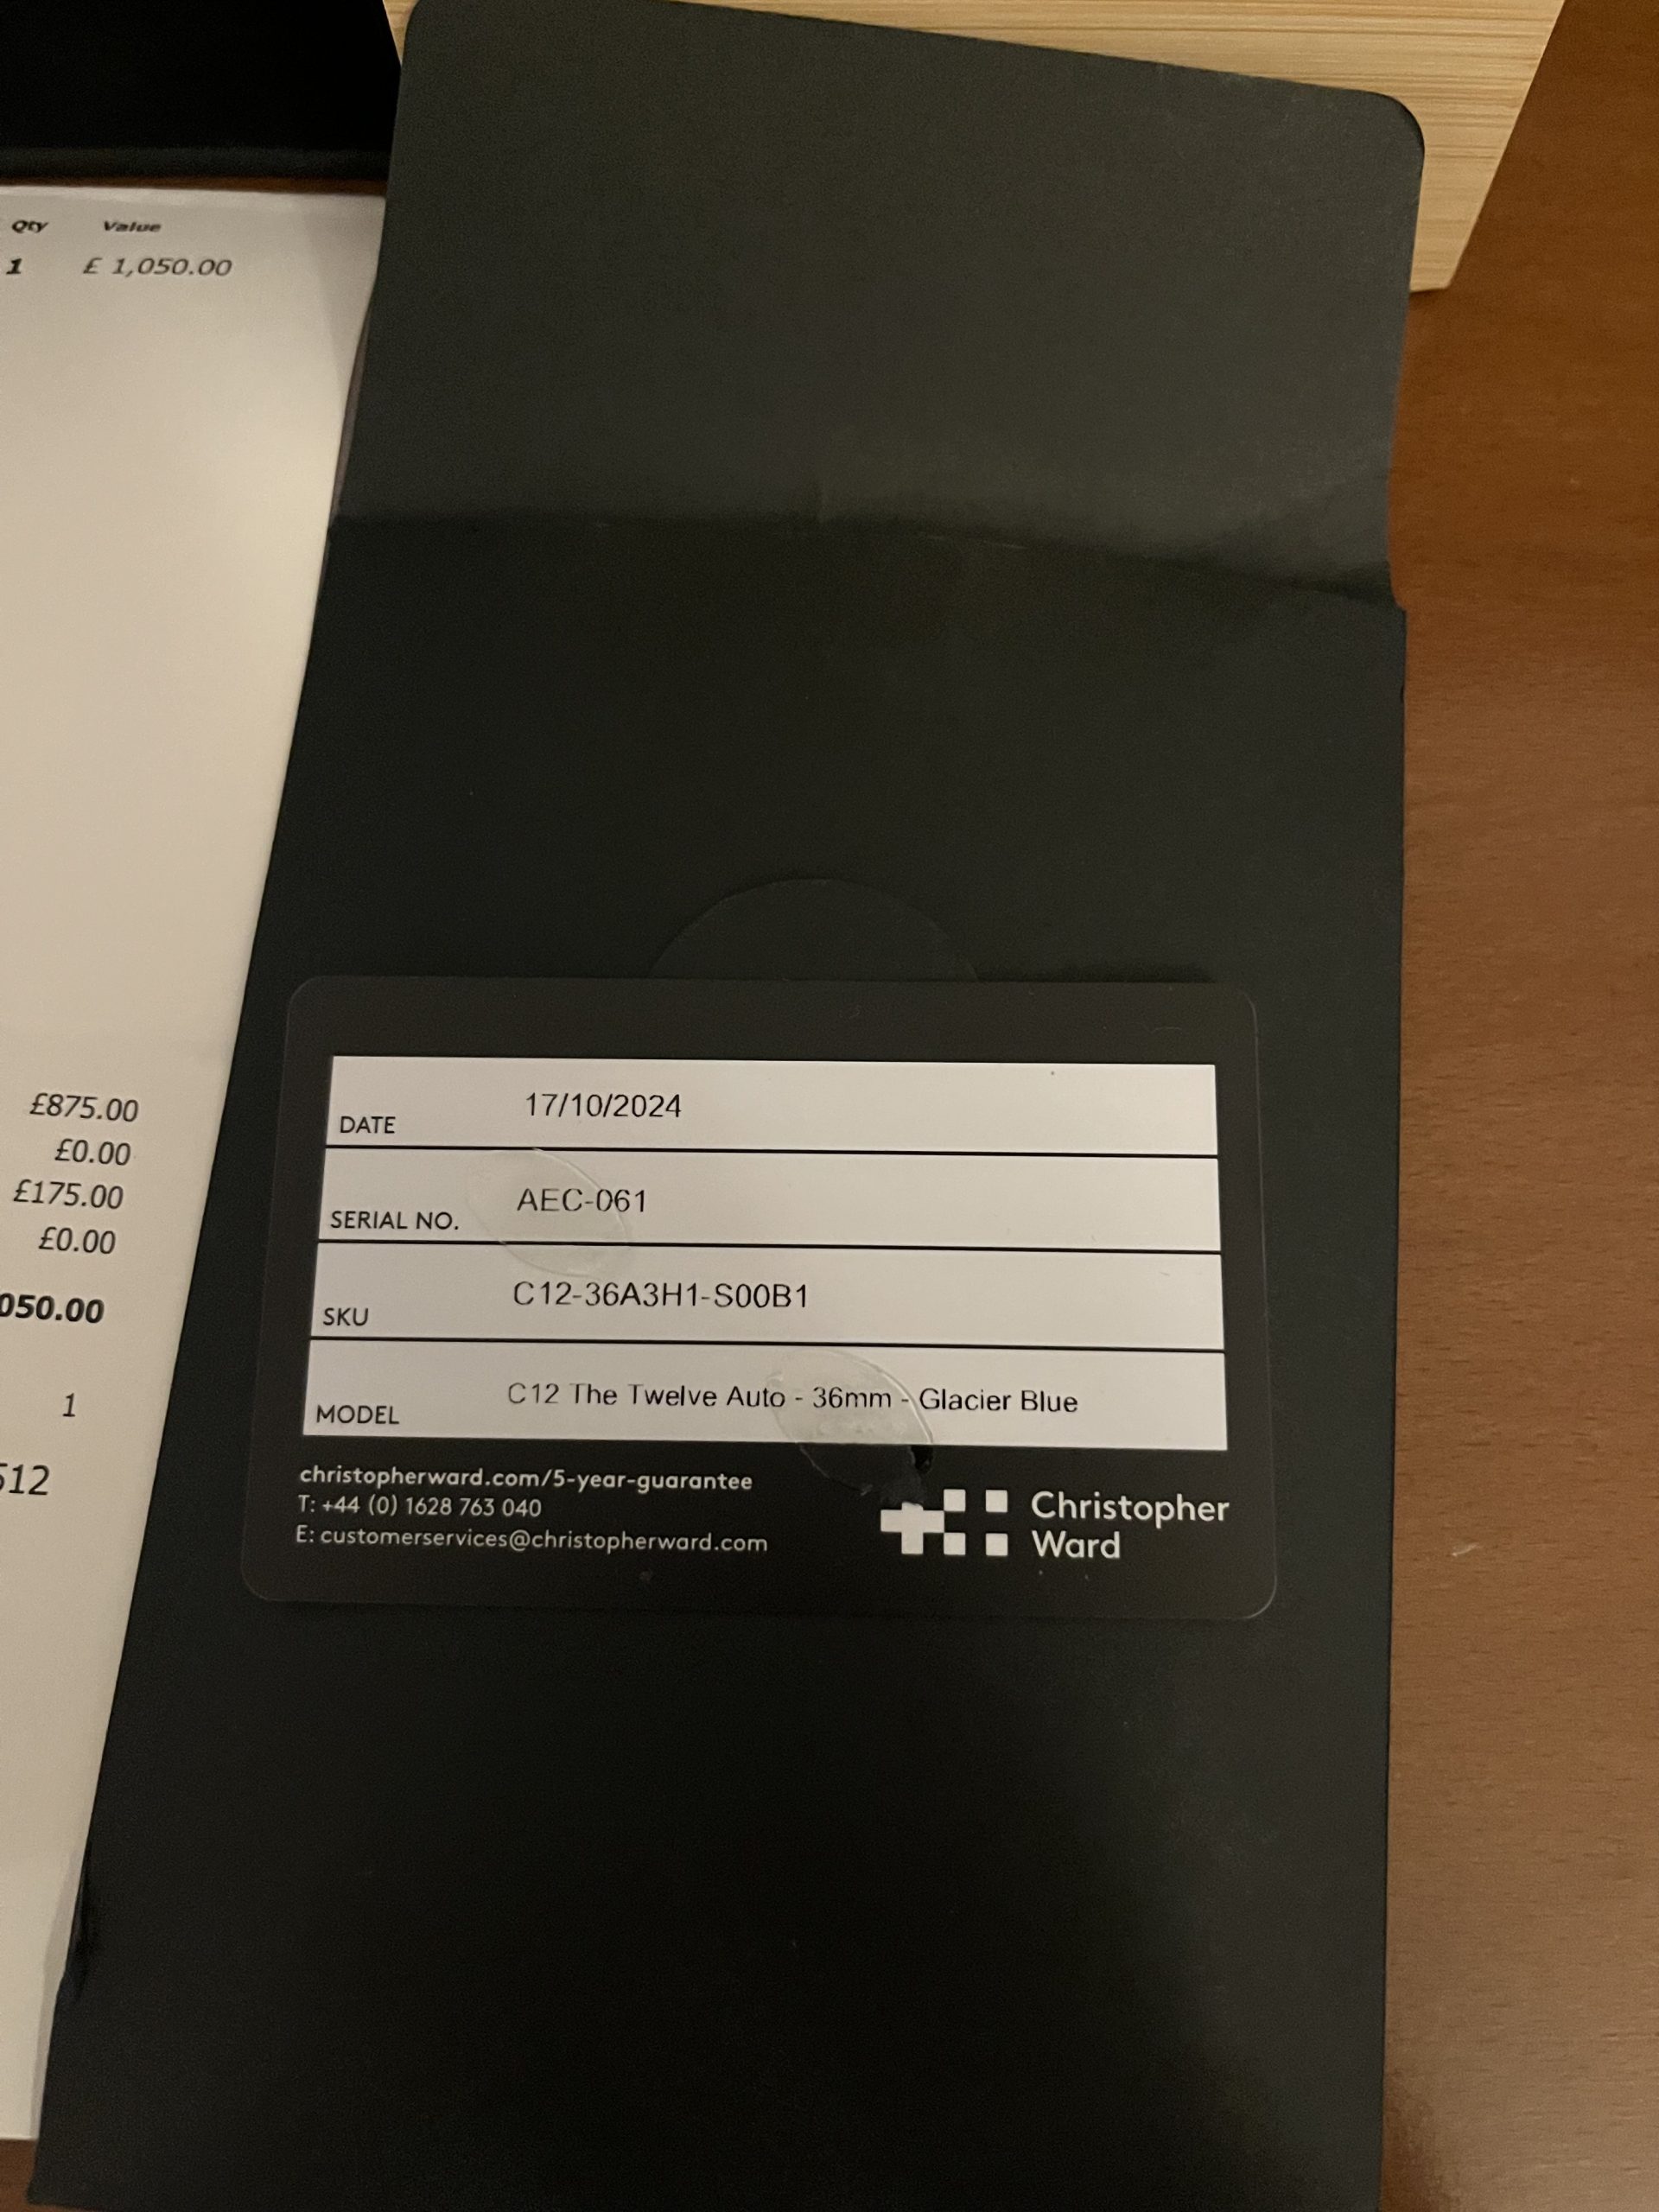 Qty Value
1 £ 1,050.00
£875.00
£0.00
£175.00
£0.00
050.00
1
512
DATE 17/10/2024
SERIAL NO. AEC-061
SKU C12-36A3H1-S00B1
MODEL C12 The Twelve Auto - 36mm - Glacier Blue
christopherward.com/5-year-guarantee
T: +44 (0) 1628 763 040
E: customerservices@christopherward.com
Christopher
Ward